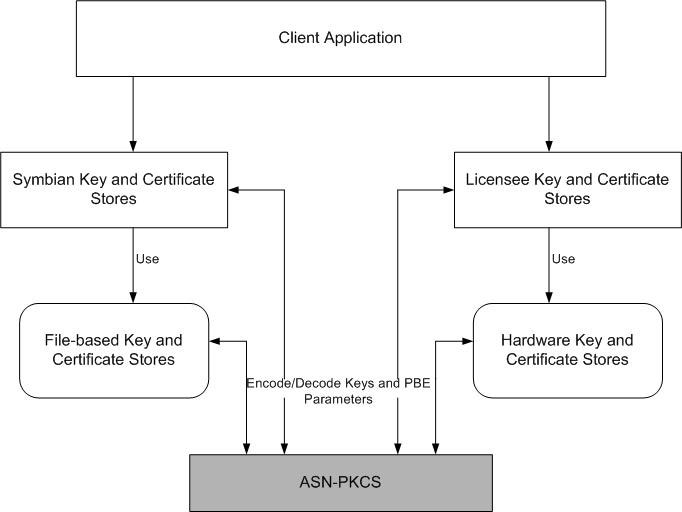 Client Application
Symbian Key and Certificate
Stores
Licensee Key and Certificate
Stores
Use
Use
File-based Key and
Certificate Stores
Hardware Key and
Certificate Stores
Encode/Decode Keys and PBE
Parameters
ASN-PKCS